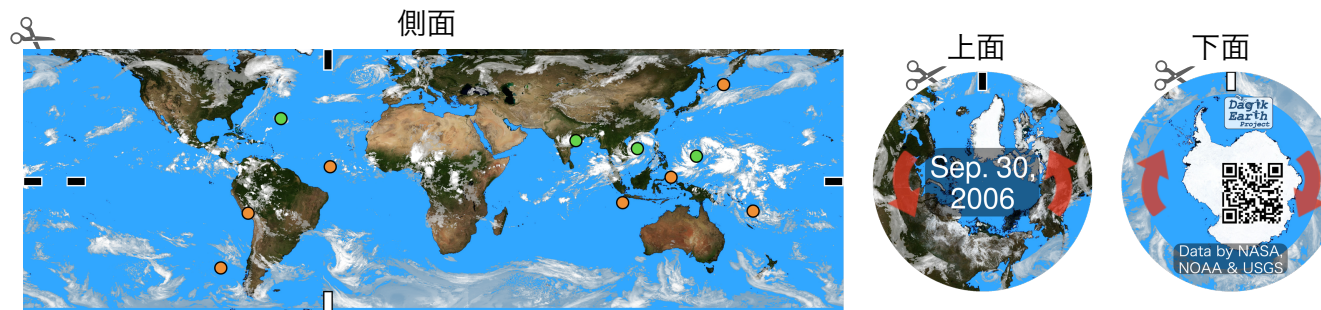 側面
上面
下面
Sep. 30,
2006
Dagik
Earth
Project
Data by NASA,
NOAA & USGS